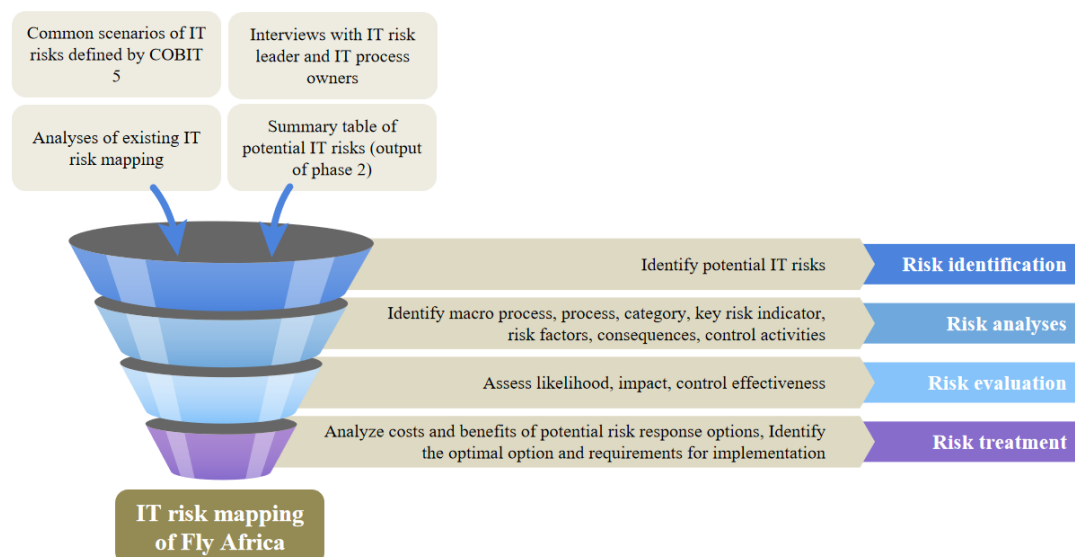 Common scenarios of IT
risks defined by COBIT
5
Interviews with IT risk
leader and IT process
owners
Analyses of existing IT
risk mapping
Summary table of
potential IT risks (output
of phase 2)
Identify potential IT risks
Risk identification
Identify macro process, process, category, key risk indicator,
risk factors, consequences, control activities
Risk analyses
Assess likelihood, impact, control effectiveness
Risk evaluation
Analyze costs and benefits of potential risk response options, Identify
the optimal option and requirements for implementation
Risk treatment
IT risk mapping
of Fly Africa